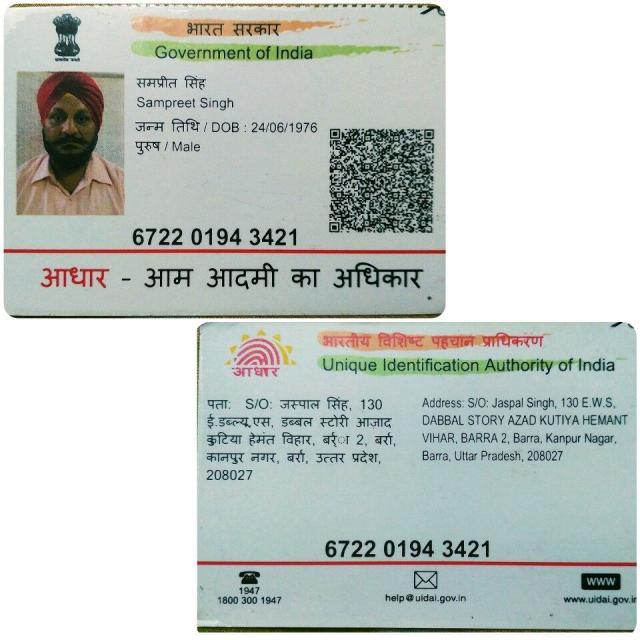 भारत सरकार
Government of India
समप्रीत सिंह
Sampreet Singh
जन्म तिथि / DOB : 24/06/1976
पुरुष / Male
6722 0194 3421
आधार - आम आदमी का अधिकार
भारतीय विशिष्ट पहचान प्राधिकरण
Unique Identification Authority of India
आधार
पता: S/O: जस्पाल सिंह, 130
ई.डब्ल्यू.एस, डब्बल स्टोरी आज़ाद
कुटिया हेमंत विहार, बर्रा 2, बर्रा,
कानपुर नगर, बर्रा, उत्तर प्रदेश,
208027
Address: S/O: Jaspal Singh, 130 E.W.S,
DABBAL STORY AZAD KUTIYA HEMANT
VIHAR, BARRA 2, Barra, Kanpur Nagar,
Barra, Uttar Pradesh, 208027
6722 0194 3421
1947
1800 300 1947
help@uidai.gov.in
www
www.uidai.gov.in